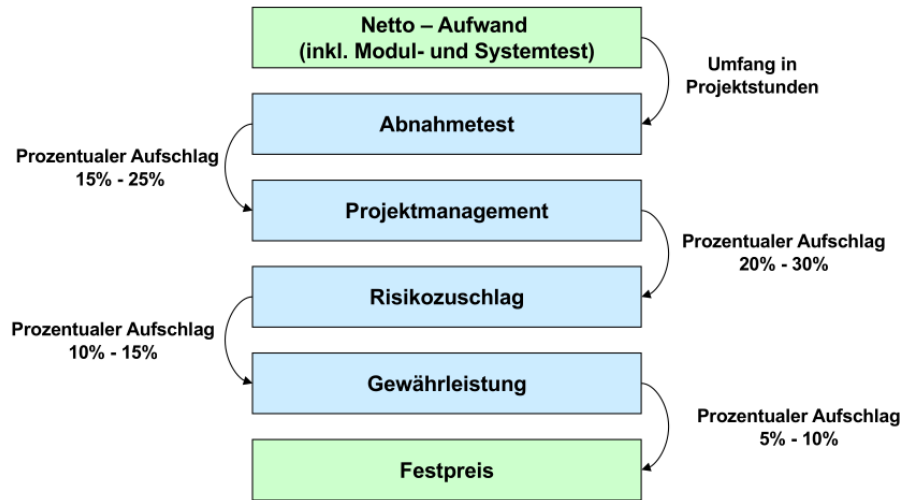 Netto – Aufwand
(inkl. Modul- und Systemtest)
Umfang in
Projektstunden
Abnahmetest
Prozentualer Aufschlag
15% - 25%
Projektmanagement
Prozentualer Aufschlag
20% - 30%
Risikozuschlag
Prozentualer Aufschlag
10% - 15%
Gewährleistung
Prozentualer Aufschlag
5% - 10%
Festpreis